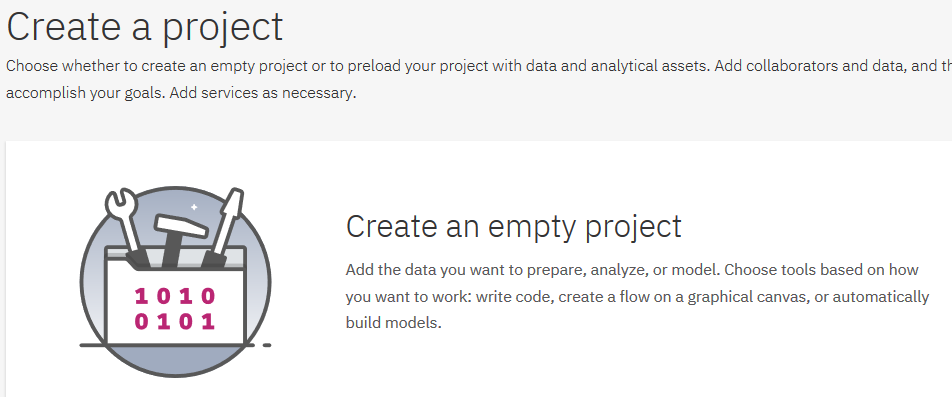 Create a project
Choose whether to create an empty project or to preload your project with data and analytical assets. Add collaborators and data, and
accomplish your goals. Add services as necessary.
Create an empty project
Add the data you want to prepare, analyze, or model. Choose tools based on how
you want to work: write code, create a flow on a graphical canvas, or automatically
build models.
1010
0101